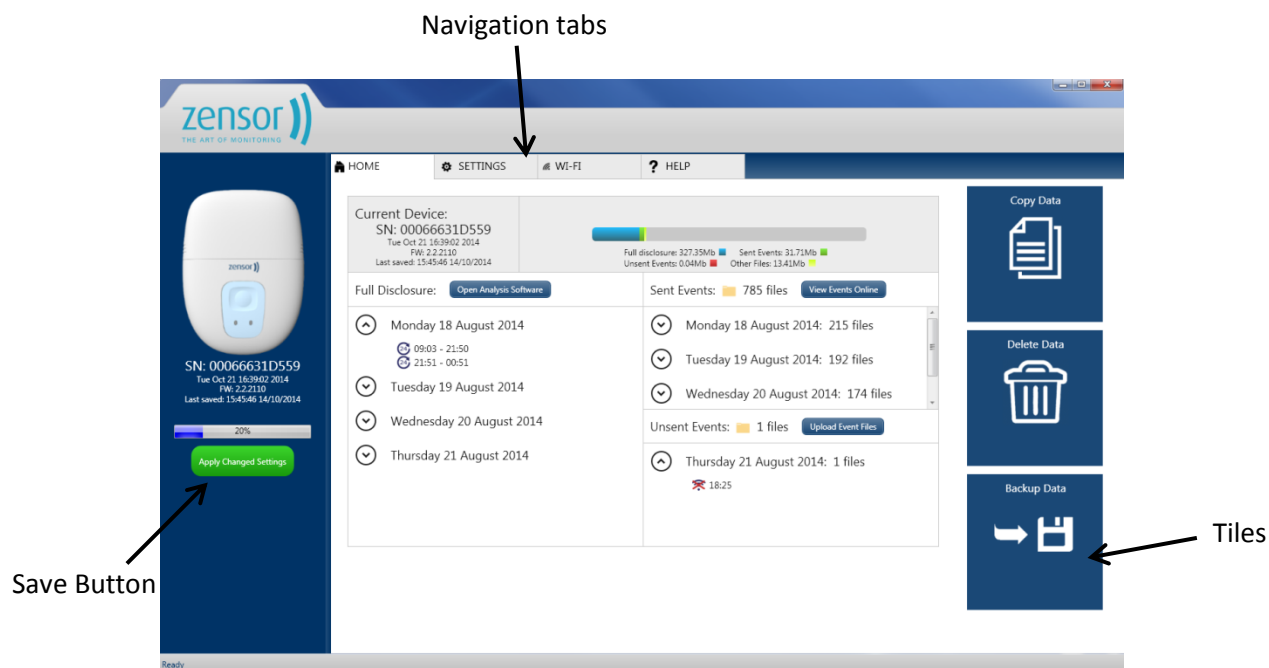 Navigation tabs
zensor
THE ART OF MONITORING
HOME
SETTINGS
WI-FI
? HELP
zensor
SN: 00066631D559
Tue Oct 21 16:39:02 2014
FW: 2.2.2110
Last saved: 15:45:46 14/10/2014
20%
Apply Changed Settings
Save Button
Current Device:
SN: 00066631D559
Tue Oct 21 16:39:02 2014
FW: 2.2.2110
Last saved: 15:45:46 14/10/2014
Full disclosure: 327.35Mb Sent Events: 31.71Mb
Unsent Events: 0.04Mb Other Files: 13.41Mb
Full Disclosure: Open Analysis Software
Monday 18 August 2014
24 09:03 - 21:50
24 21:51 - 00:51
Tuesday 19 August 2014
Wednesday 20 August 2014
Thursday 21 August 2014
Sent Events: 785 files View Events Online
Monday 18 August 2014: 215 files
Tuesday 19 August 2014: 192 files
Wednesday 20 August 2014: 174 files
Unsent Events: 1 files Upload Event Files
Thursday 21 August 2014: 1 files
18:25
Copy Data
Delete Data
Backup Data
Tiles
Ready